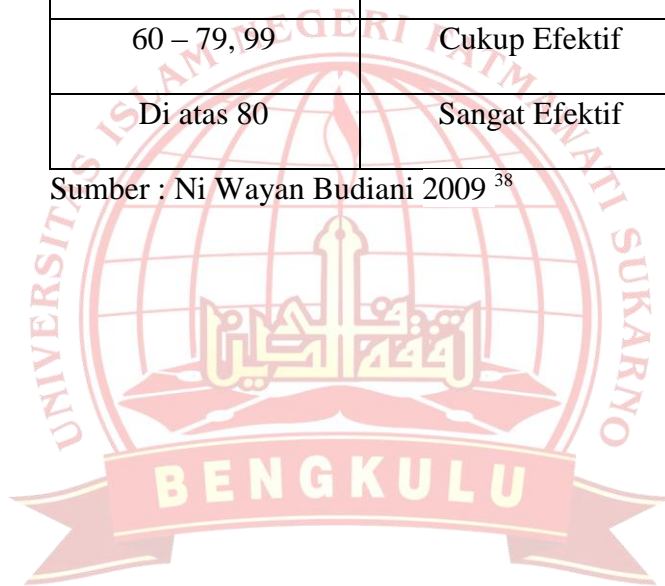 60 – 79, 99 Cukup Efektif
Di atas 80 Sangat Efektif
Sumber : Ni Wayan Budiani 2009 38
UNIVERSITAS ISLAM NEGERI FATMAWATI SUKARNO
BENGKULU